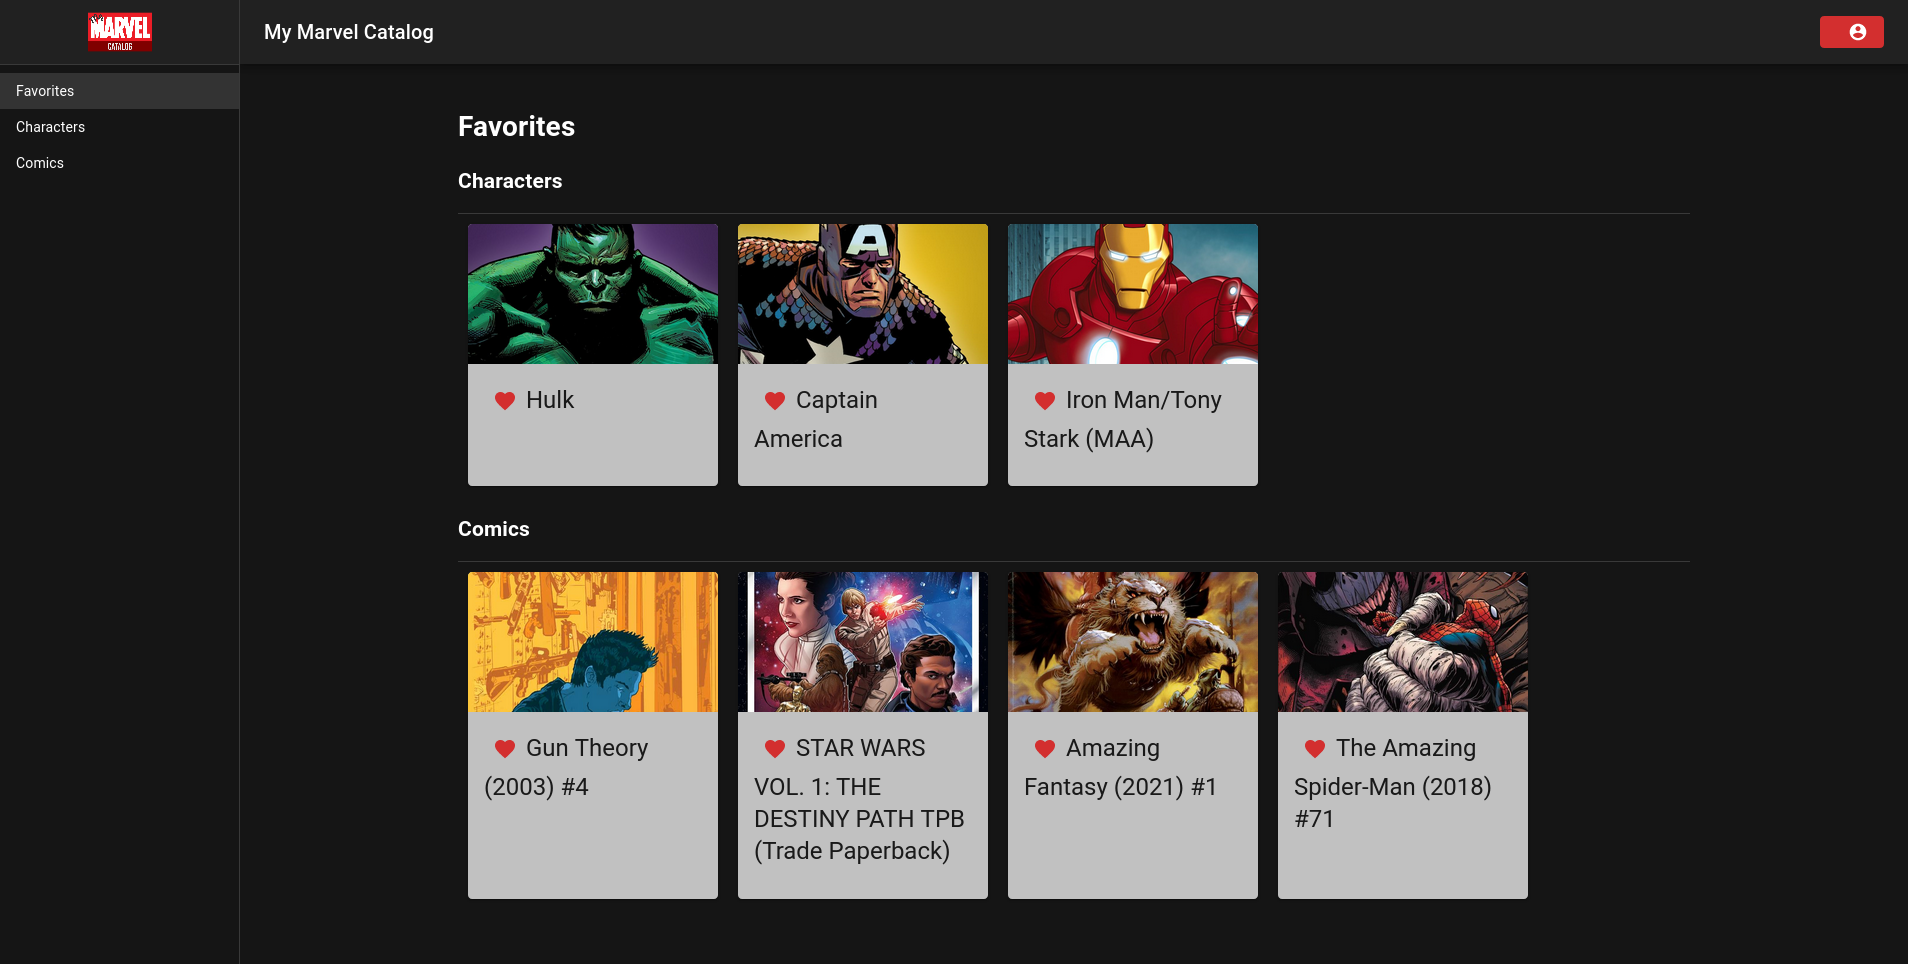 MARVEL
CATALOG
My Marvel Catalog
Favorites
Characters
Comics
Favorites
Characters
Hulk
Captain
America
Iron Man/Tony
Stark (MAA)
Comics
Gun Theory
(2003) #4
STAR WARS
VOL. 1: THE
DESTINY PATH TPB
(Trade Paperback)
Amazing
Fantasy (2021) #1
The Amazing
Spider-Man (2018)
#71